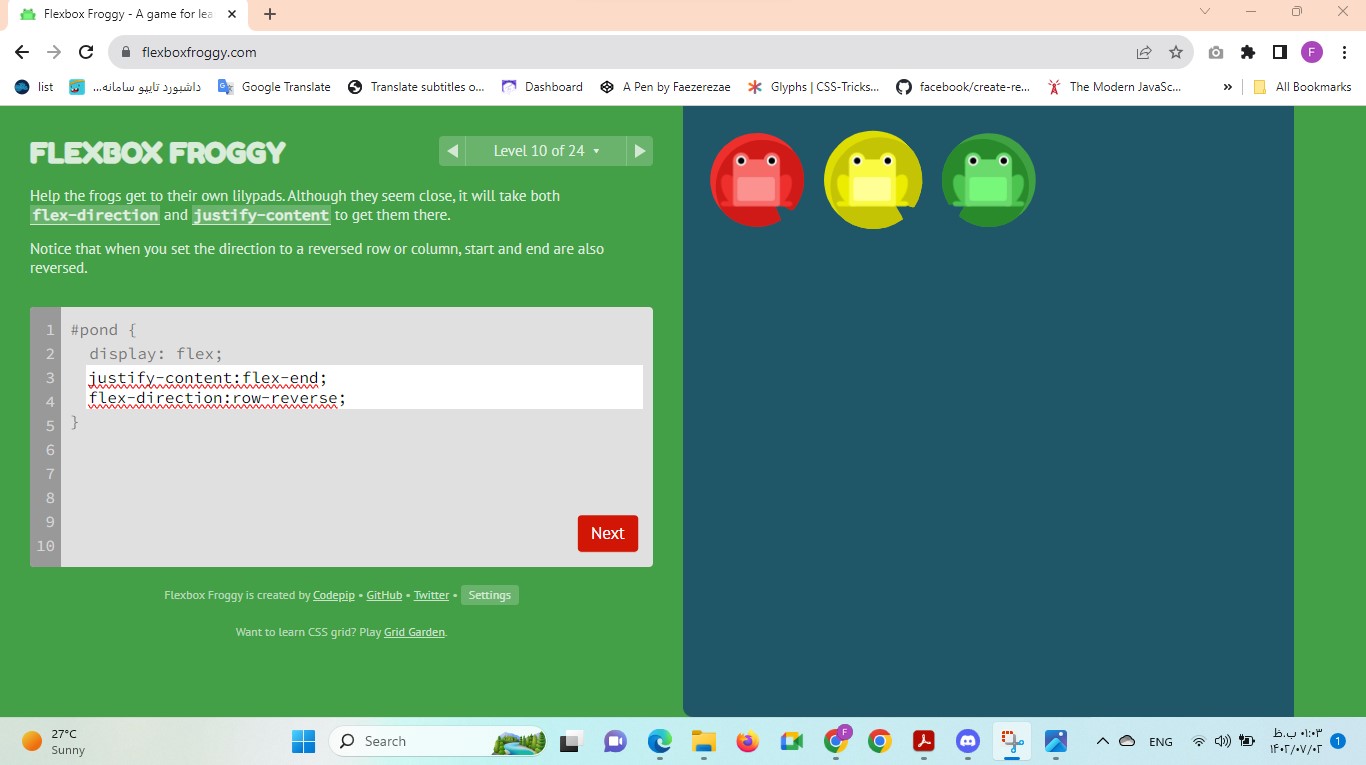 Flexbox Froggy - A game for lea
flexboxfroggy.com
F
list
داشبورد تایپو سامانه...
Google Translate
Translate subtitles o...
Dashboard
A Pen by Faezerezae
Glyphs | CSS-Tricks...
facebook/create-re...
The Modern JavaSc...
»
All Bookmarks
FLEXBOX FROGGY
Level 10 of 24
Help the frogs get to their own lilypads. Although they seem close, it will take both
flex-direction and justify-content to get them there.
Notice that when you set the direction to a reversed row or column, start and end are also
reversed.
1 #pond {
2 display: flex;
3 justify-content:flex-end;
4 flex-direction:row-reverse;
5 }
6
7
8
9
10
Next
Flexbox Froggy is created by Codepip • GitHub • Twitter • Settings
Want to learn CSS grid? Play Grid Garden.
27°C
Sunny
Search
F
ENG
۰۱:۰۳ ب.ظ
۱۴۰۲/۰۷/۰۲
1